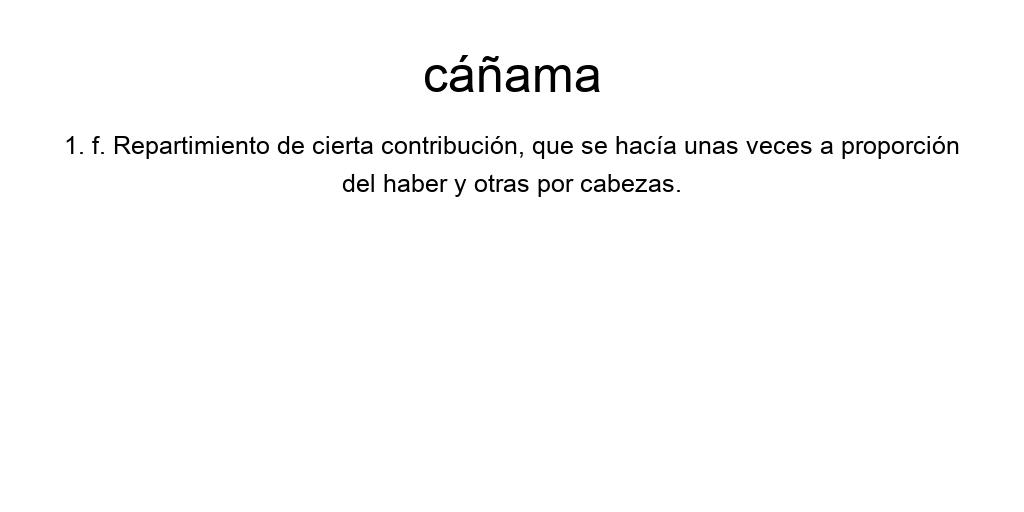 cáñama
1. f. Repartimiento de cierta contribución, que se hacía unas veces a proporción
del haber y otras por cabezas.